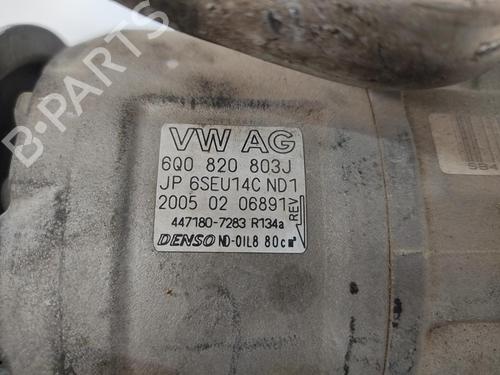 VW AG
6Q0 820 803J
JP 6SEU14C ND1
2005 02 06891
REV
447180-7283 R134a
DENSO ND-OIL8 80cm³
B-PARTS